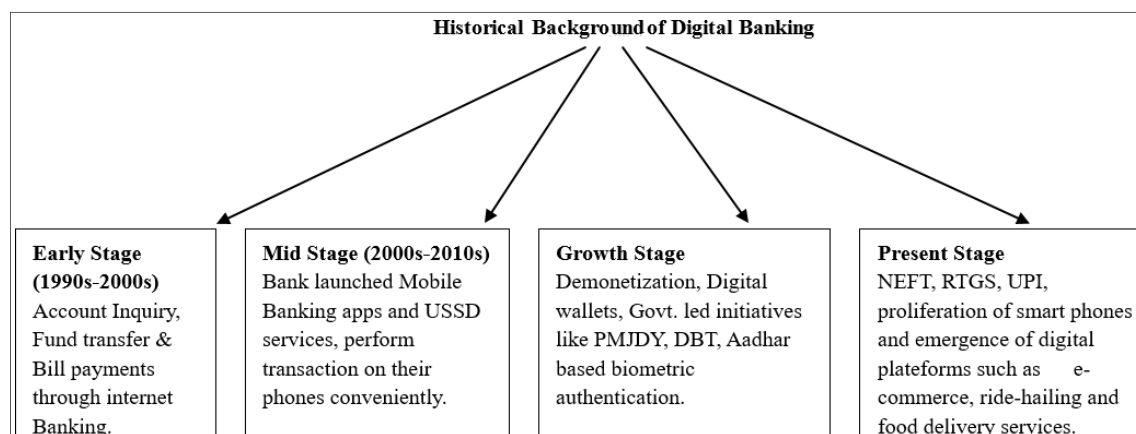 Historical Background of Digital Banking
Early Stage
(1990s-2000s)
Account Inquiry,
Fund transfer &
Bill payments
through internet
Banking.
Mid Stage (2000s-2010s)
Bank launched Mobile
Banking apps and USSD
services, perform
transaction on their
phones conveniently.
Growth Stage
Demonetization, Digital
wallets, Govt. led initiatives
like PMJDY, DBT, Aadhar
based biometric
authentication.
Present Stage
NEFT, RTGS, UPI,
proliferation of smart phones
and emergence of digital
plateforms such as e-
commerce, ride-hailing and
food delivery services.